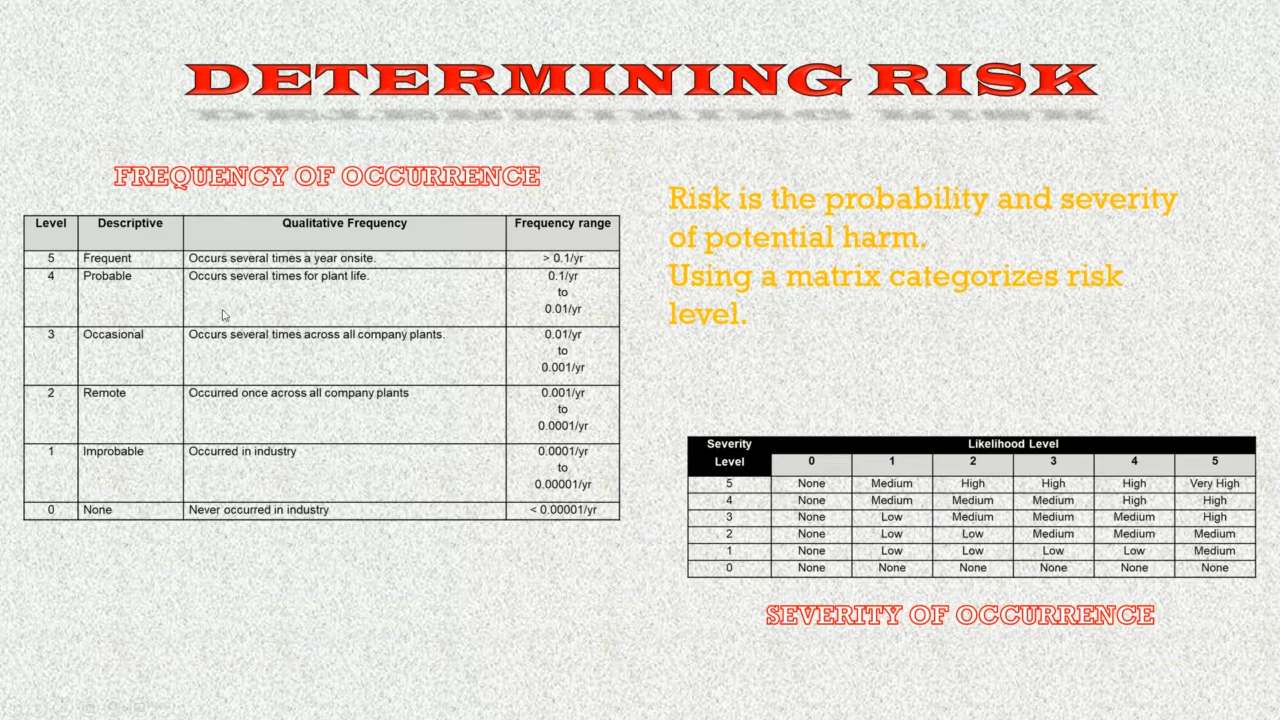 DETERMINING RISK
FREQUENCY OF OCCURRENCE
Level Descriptive Qualitative Frequency Frequency range
5 Frequent Occurs several times a year onsite. > 0.1/yr
4 Probable Occurs several times for plant life. 0.1/yr
to
0.01/yr
3 Occasional Occurs several times across all company plants. 0.01/yr
to
0.001/yr
2 Remote Occurred once across all company plants 0.001/yr
to
0.0001/yr
1 Improbable Occurred in industry 0.0001/yr
to
0.00001/yr
0 None Never occurred in industry < 0.00001/yr
Risk is the probability and severity
of potential harm.
Using a matrix categorizes risk
level.
Severity Likelihood Level
Level 0 1 2 3 4 5
5 None Medium High High High Very High
4 None Medium Medium Medium High High
3 None Low Medium Medium Medium High
2 None Low Low Medium Medium Medium
1 None Low Low Low Low Medium
0 None None None None None None
SEVERITY OF OCCURRENCE